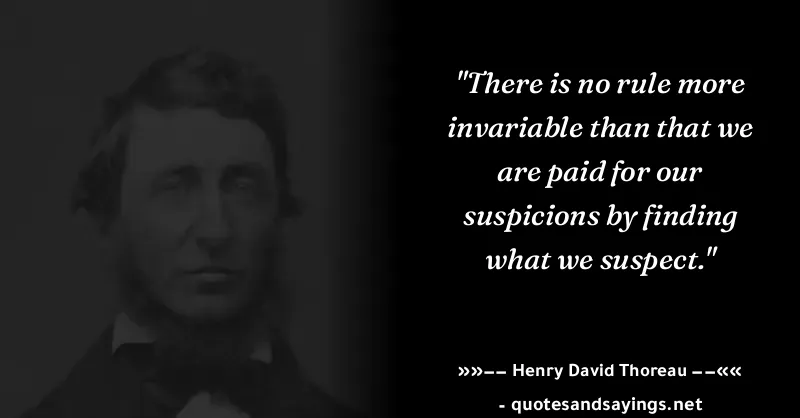 "There is no rule more
invariable than that we
are paid for our
suspicions by finding
what we suspect."
»»–– Henry David Thoreau ––««
- quotesandsayings.net